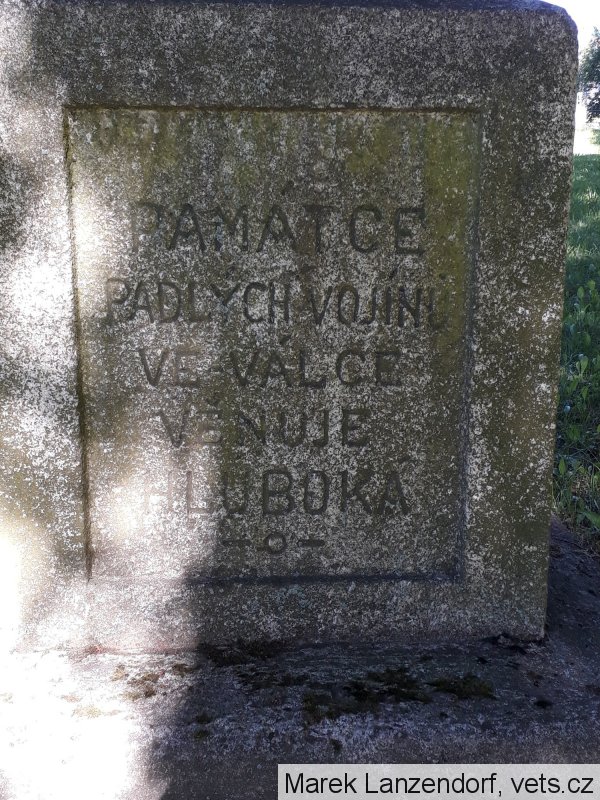 PAMÁTCE
PADLÝCH VOJÍNŮ
VE VÁLCE
VĚNUJE
HLUBOKÁ
Marek Lanzendorf, vets.cz